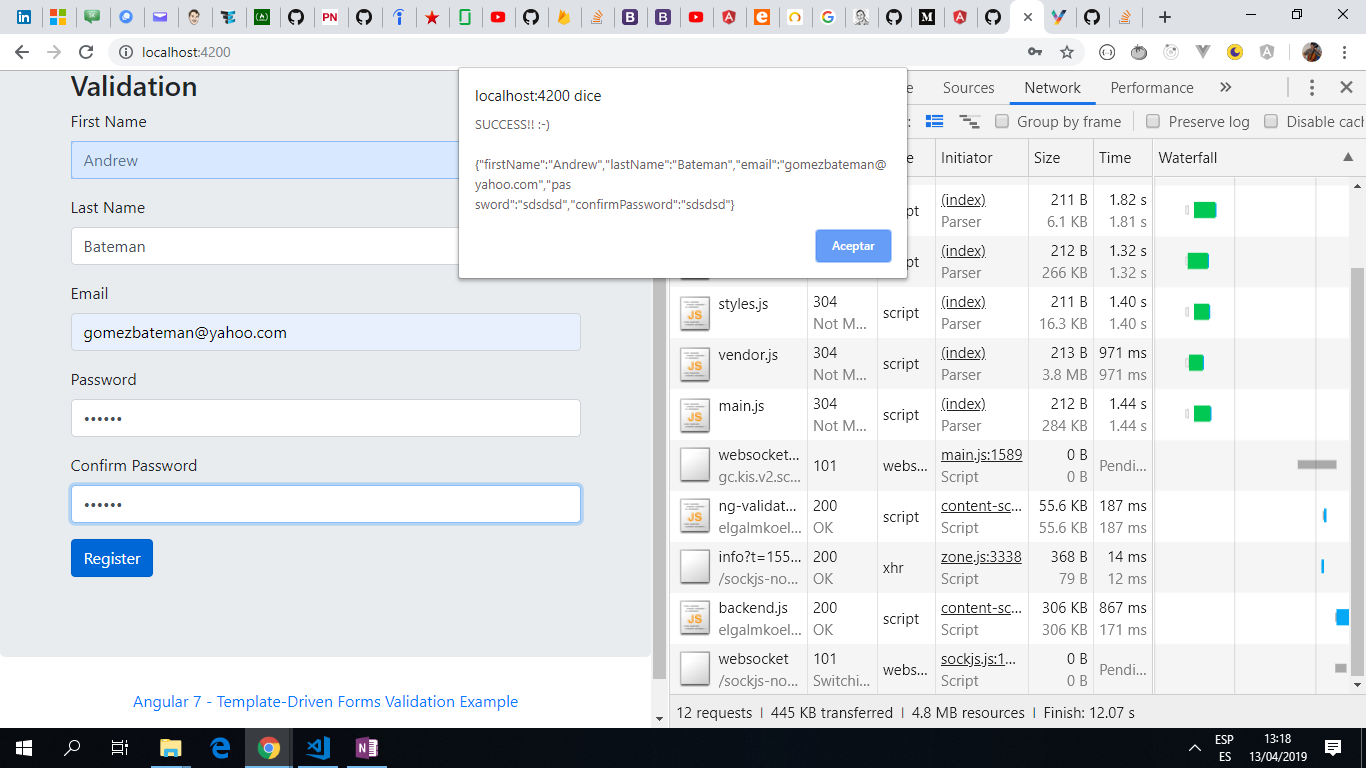 localhost:4200
Validation
First Name
Andrew
Last Name
Bateman
Email
gomezbateman@yahoo.com
Password
••••••
Confirm Password
••••••
Register
Angular 7 - Template-Driven Forms Validation Example
localhost:4200 dice
SUCCESS!! :-)
{"firstName":"Andrew","lastName":"Bateman","email":"gomezbateman@
yahoo.com","pas
sword":"sdsdsd","confirmPassword":"sdsdsd"}
Aceptar
Sources Network Performance »
Group by frame Preserve log Disable cach
Initiator Size Time Waterfall
(index) 211 B 1.82 s
Parser 6.1 KB 1.81 s
(index) 212 B 1.32 s
Parser 266 KB 1.32 s
styles.js 304 script (index) 211 B 1.40 s
Not M... Parser 16.3 KB 1.40 s
vendor.js 304 script (index) 213 B 971 ms
Not M... Parser 3.8 MB 971 ms
main.js 304 script (index) 212 B 1.44 s
Not M... Parser 284 KB 1.44 s
websocket... 101 webs... main.js:1589 0 B Pendi...
gc.kis.v2.sc... Script 0 B
ng-validat... 200 script content-sc... 55.6 KB 187 ms
elgalmkoel... OK Script 55.6 KB 187 ms
info?t=155... 200 xhr zone.js:3338 368 B 14 ms
/sockjs-no... OK Script 79 B 12 ms
backend.js 200 script content-sc... 306 KB 867 ms
elgalmkoel... OK Script 306 KB 171 ms
websocket 101 webs... sockjs.js:1... 0 B Pendi...
/sockjs-no... Switchi... Script 0 B
12 requests | 445 KB transferred | 4.8 MB resources | Finish: 12.07 s
ESP
ES
13:18
13/04/2019